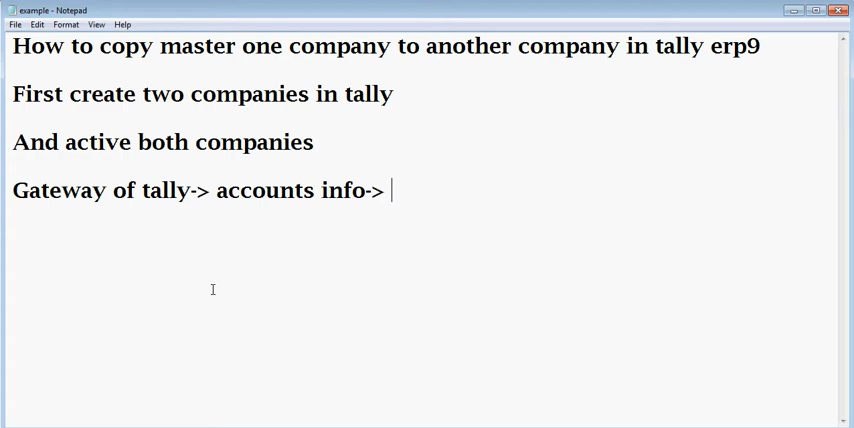 example - Notepad
File Edit Format View Help
How to copy master one company to another company in tally erp9
First create two companies in tally
And active both companies
Gateway of tally-> accounts info->